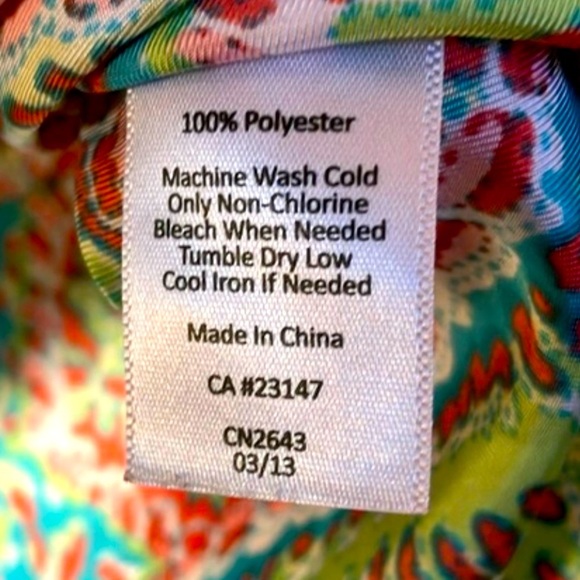 100% Polyester
Machine Wash Cold
Only Non-Chlorine
Bleach When Needed
Tumble Dry Low
Cool Iron If Needed
Made In China
CA #23147
CN2643
03/13